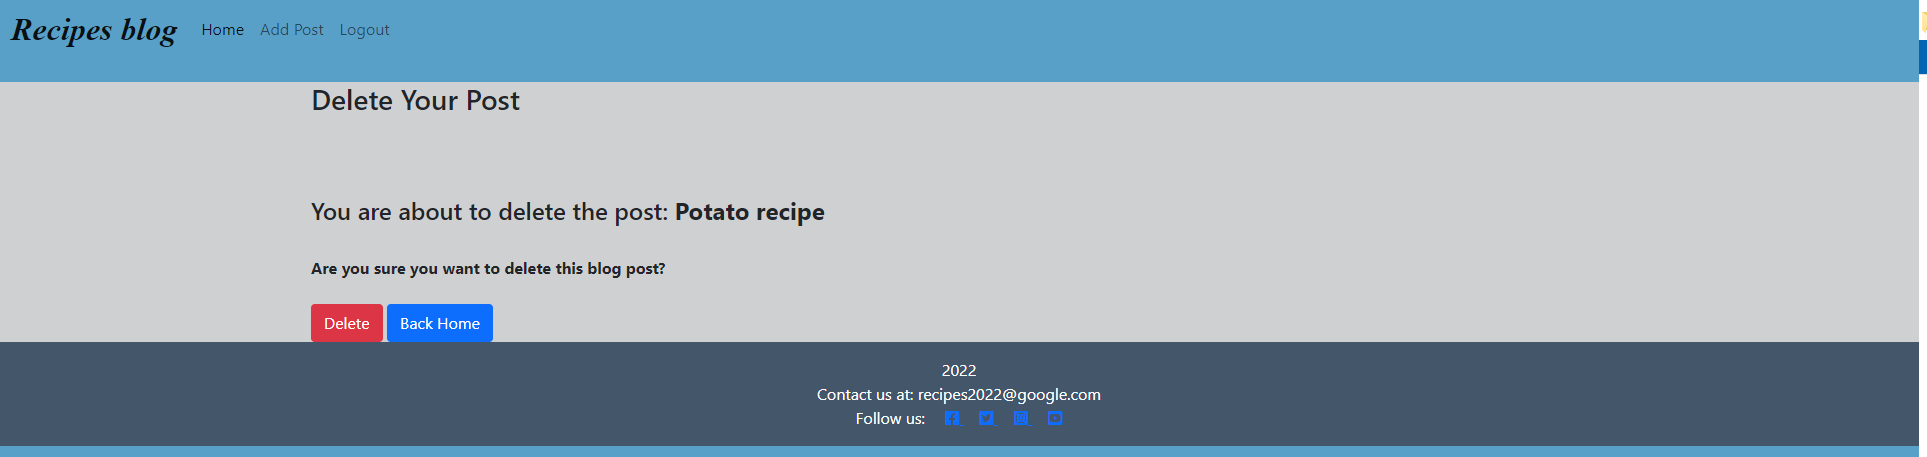 Recipes blog Home Add Post Logout
Delete Your Post
You are about to delete the post: Potato recipe
Are you sure you want to delete this blog post?
Delete Back Home
2022
Contact us at: recipes2022@google.com
Follow us: